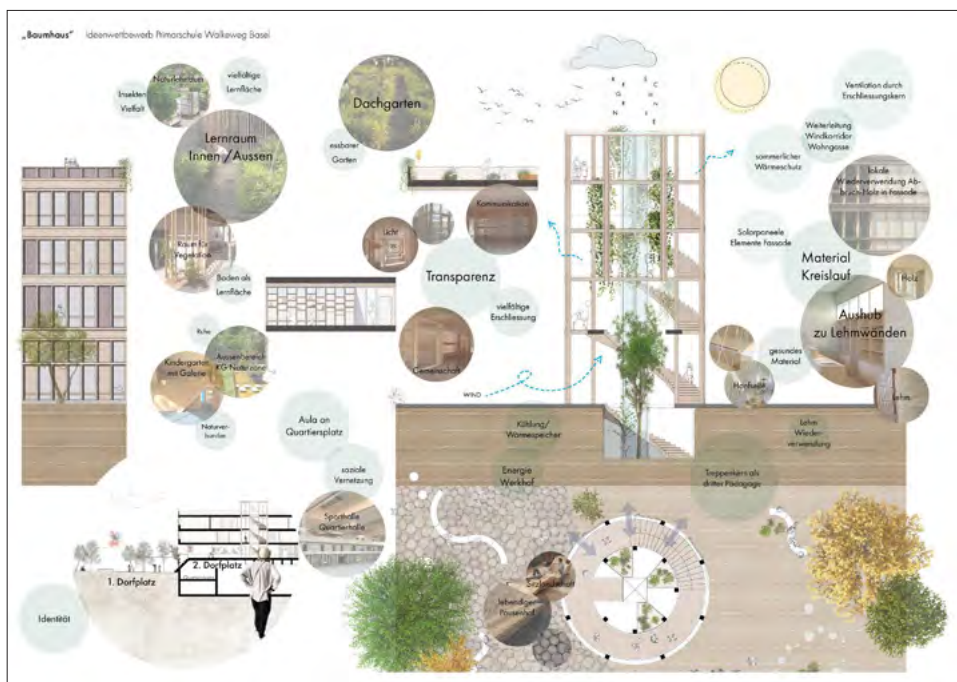 „Baumhaus" Ideenwettbewerb Primarschule Walkeweg Basel
Naturlehrpfad
vielfältige
Lernfläche
Insekten
Vielfalt
Lernraum
Innen /Aussen
Raum für
Vegetation
Boden als
Lernfläche
Ruhe
Kindergarten
mit Galerie
Aussenbereich
KG Naturzone
Dachgarten
essbarer
Garten
Kommunikation
Licht
Transparenz
vielfältige
Erschliessung
Gemeinschaft
REGEN
WIND
Ventilation durch
Erschliessungskern
Weiterleitung
Windkorridor
Wohngasse
sommerlicher
Wärmeschutz
lokale
Wiederverwendung Ab-
bruch-Holz in Fassade
Solarpaneele
Elemente Fassade
Material
Kreislauf
Holz
Aushub
zu Lehmwänden
gesundes
Material
Lehm
Aula an
Quartiersplatz
soziale
Vernetzung
Kühlung/
Wärmespeicher
Energie
Werkhof
Lehm
Wieder-
verwendung
Treppenkern als
dritter Pädagoge
Sporthalle
Quartierhalle
1. Dorfplatz
2. Dorfplatz
Identität
lebendiger
Pausenhof